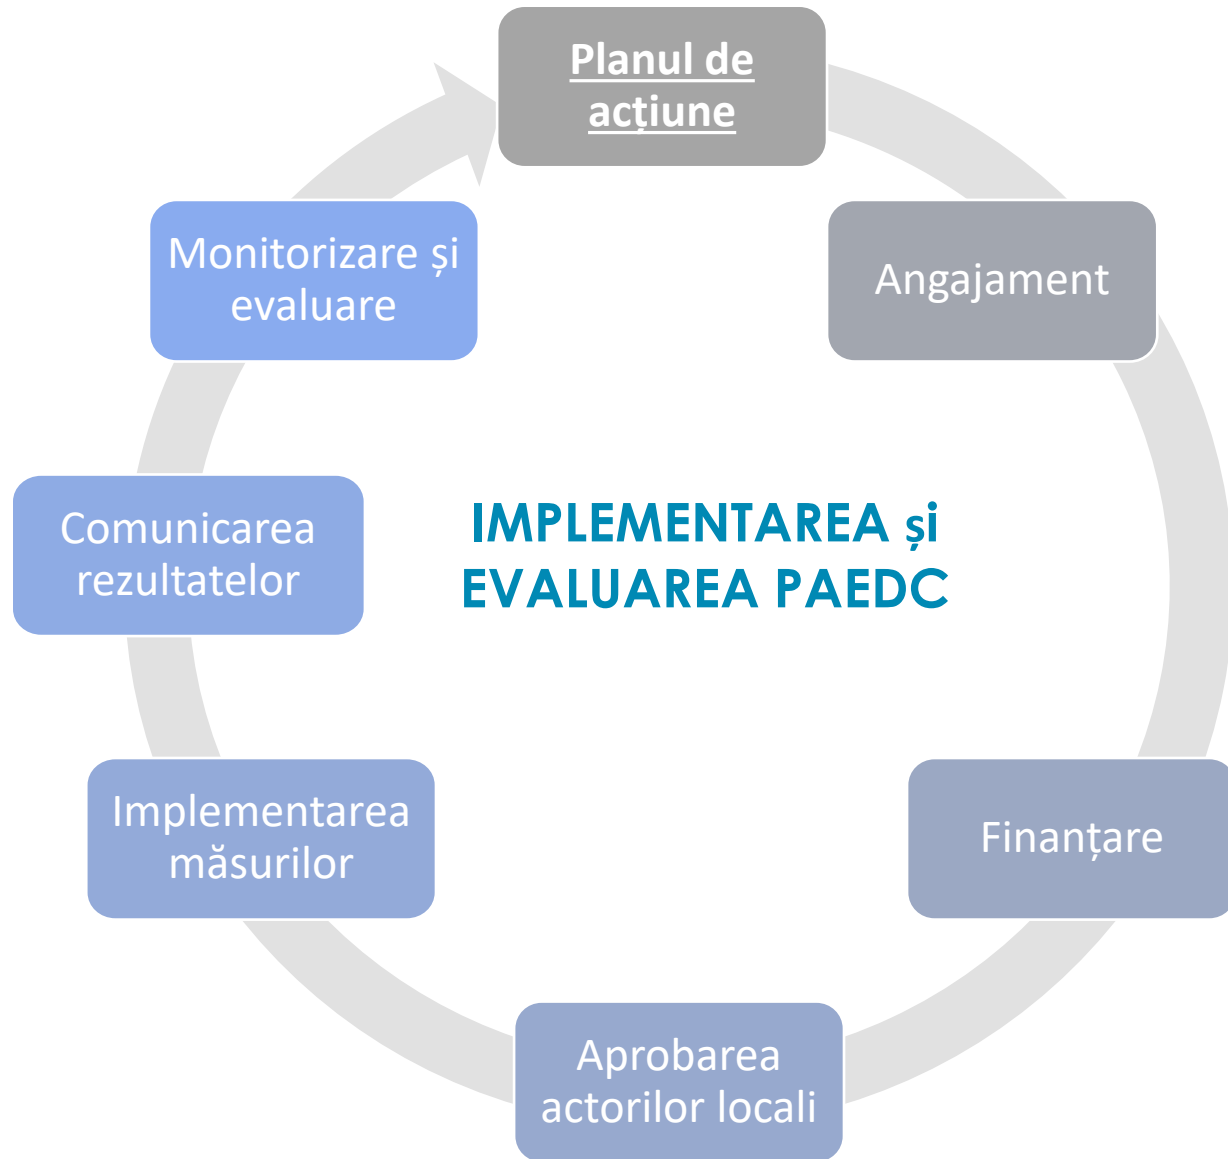 Planul de
acțiune
Angajament
Finanțare
Aprobarea
actorilor locali
Implementarea
măsurilor
Comunicarea
rezultatelor
Monitorizare și
evaluare
IMPLEMENTAREA și
EVALUAREA PAEDC